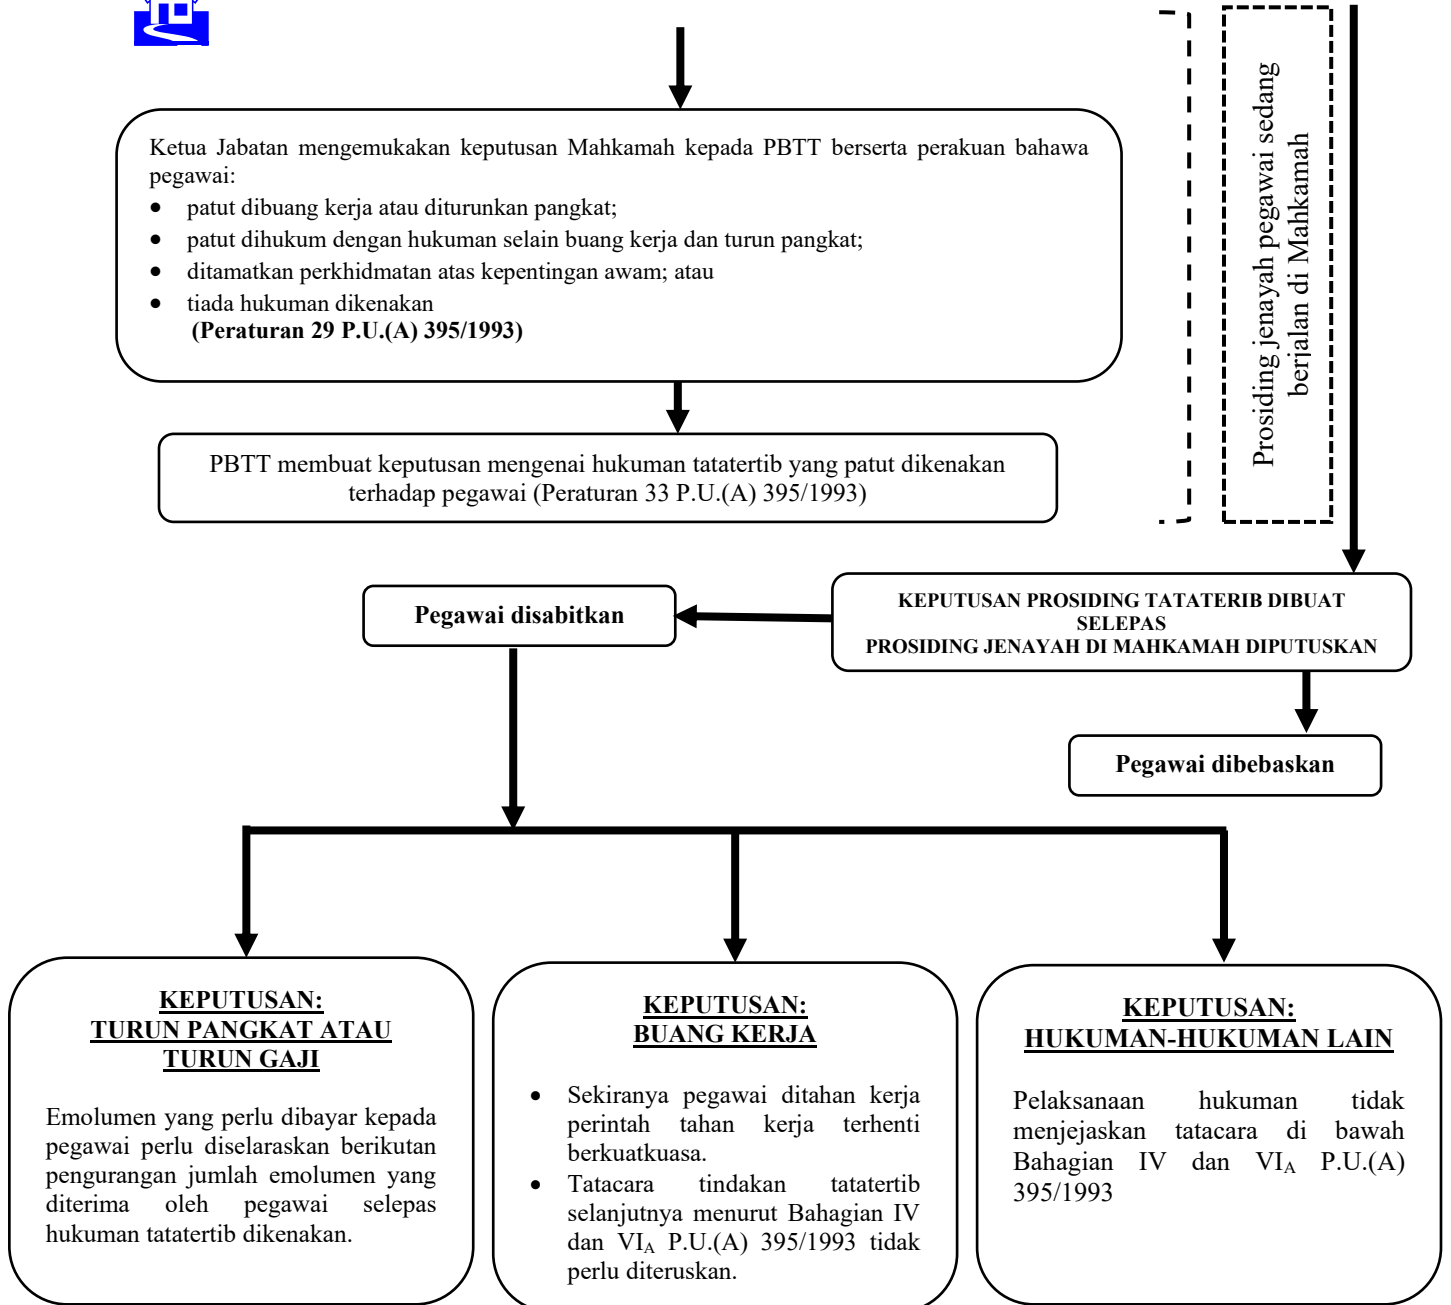 Ketua Jabatan mengemukakan keputusan Mahkamah kepada PBTT berserta perakuan bahawa
pegawai:
• patut dibuang kerja atau diturunkan pangkat;
• patut dihukum dengan hukuman selain buang kerja dan turun pangkat;
• ditamatkan perkhidmatan atas kepentingan awam; atau
• tiada hukuman dikenakan
(Peraturan 29 P.U.(A) 395/1993)
Prosiding jenayah pegawai sedang
berjalan di Mahkamah
PBTT membuat keputusan mengenai hukuman tatatertib yang patut dikenakan
terhadap pegawai (Peraturan 33 P.U.(A) 395/1993)
KEPUTUSAN PROSIDING TATATERIB DIBUAT
SELEPAS
PROSIDING JENAYAH DI MAHKAMAH DIPUTUSKAN
Pegawai disabitkan
Pegawai dibebaskan
KEPUTUSAN:
TURUN PANGKAT ATAU
TURUN GAJI
Emolumen yang perlu dibayar kepada
pegawai perlu diselaraskan berikutan
pengurangan jumlah emolumen yang
diterima oleh pegawai selepas
hukuman tatatertib dikenakan.
KEPUTUSAN:
BUANG KERJA
• Sekiranya pegawai ditahan kerja
perintah tahan kerja terhenti
berkuatkuasa.
• Tatacara tindakan tatatertib
selanjutnya menurut Bahagian IV
dan VIA P.U.(A) 395/1993 tidak
perlu diteruskan.
KEPUTUSAN:
HUKUMAN-HUKUMAN LAIN
Pelaksanaan hukuman tidak
menjejaskan tatacara di bawah
Bahagian IV dan VIA P.U.(A)
395/1993